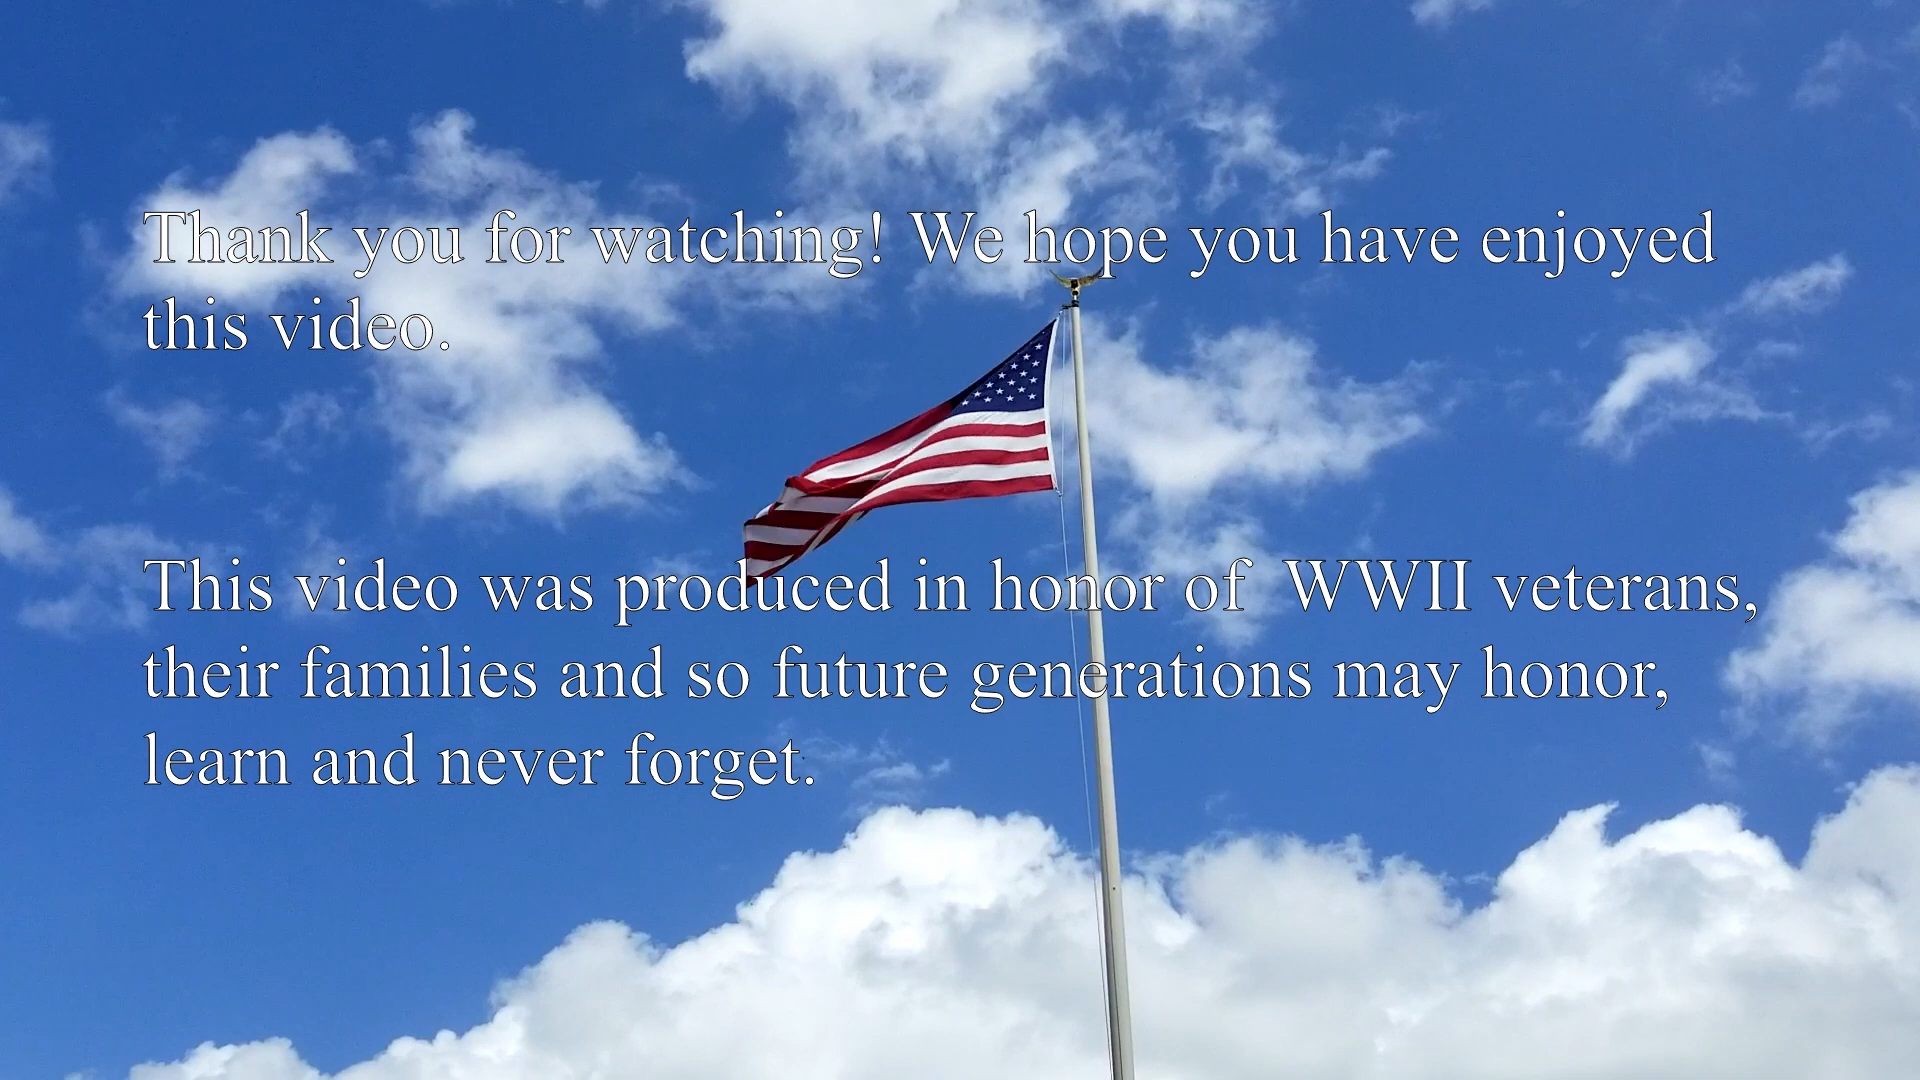 Thank you for watching! We hope you have enjoyed
this video.
This video was produced in honor of  WWII veterans,
their families and so future generations may honor,
learn and never forget.